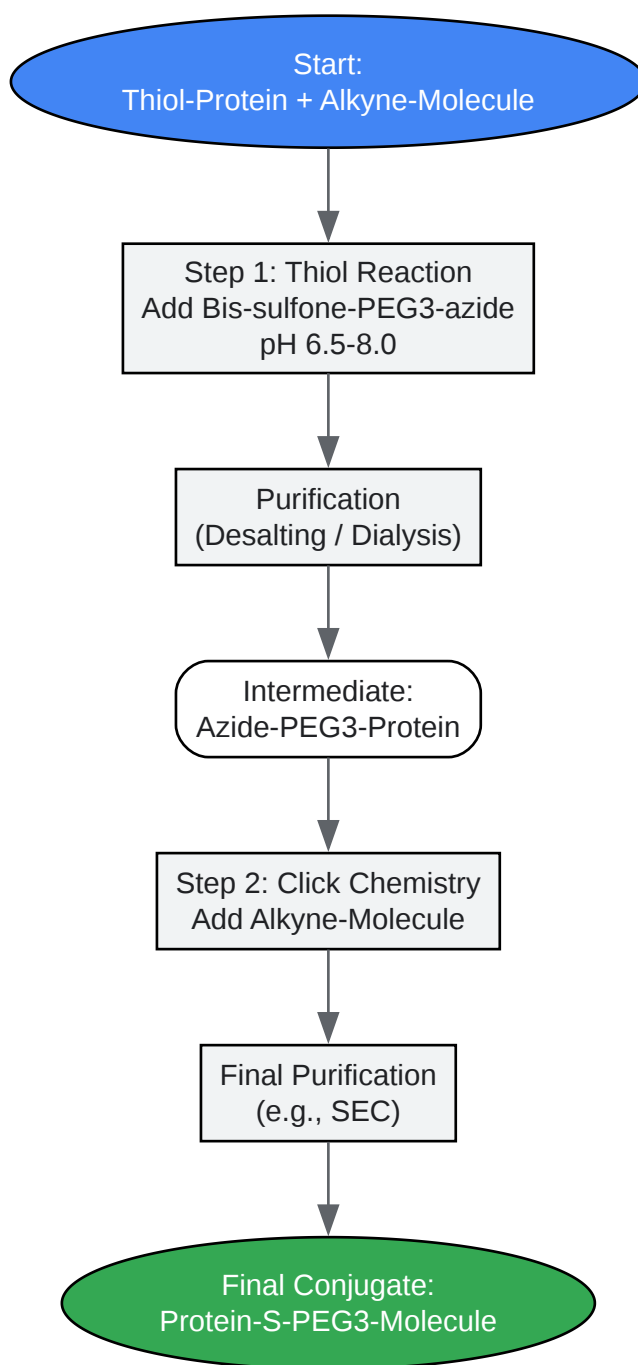 Start:
Thiol-Protein + Alkyne-Molecule
Step 1: Thiol Reaction
Add Bis-sulfone-PEG3-azide
pH 6.5-8.0
Purification
(Desalting / Dialysis)
Intermediate:
Azide-PEG3-Protein
Step 2: Click Chemistry
Add Alkyne-Molecule
Final Purification
(e.g., SEC)
Final Conjugate:
Protein-S-PEG3-Molecule